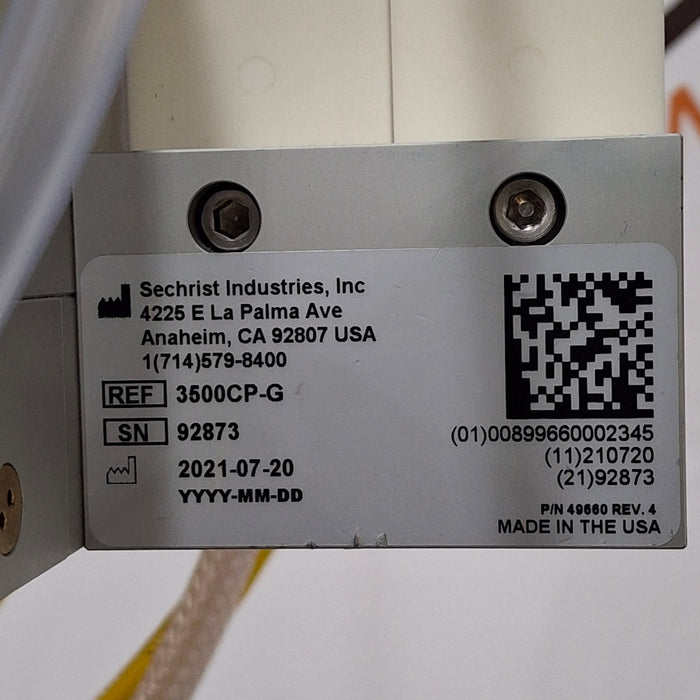 Sechrist Industries, Inc
4225 E La Palma Ave
Anaheim, CA 92807 USA
1(714)579-8400
REF 3500CP-G
SN 92873
2021-07-20
YYYY-MM-DD
(01)00899660002345
(11)210720
(21)92873
P/N 49660 REV. 4
MADE IN THE USA